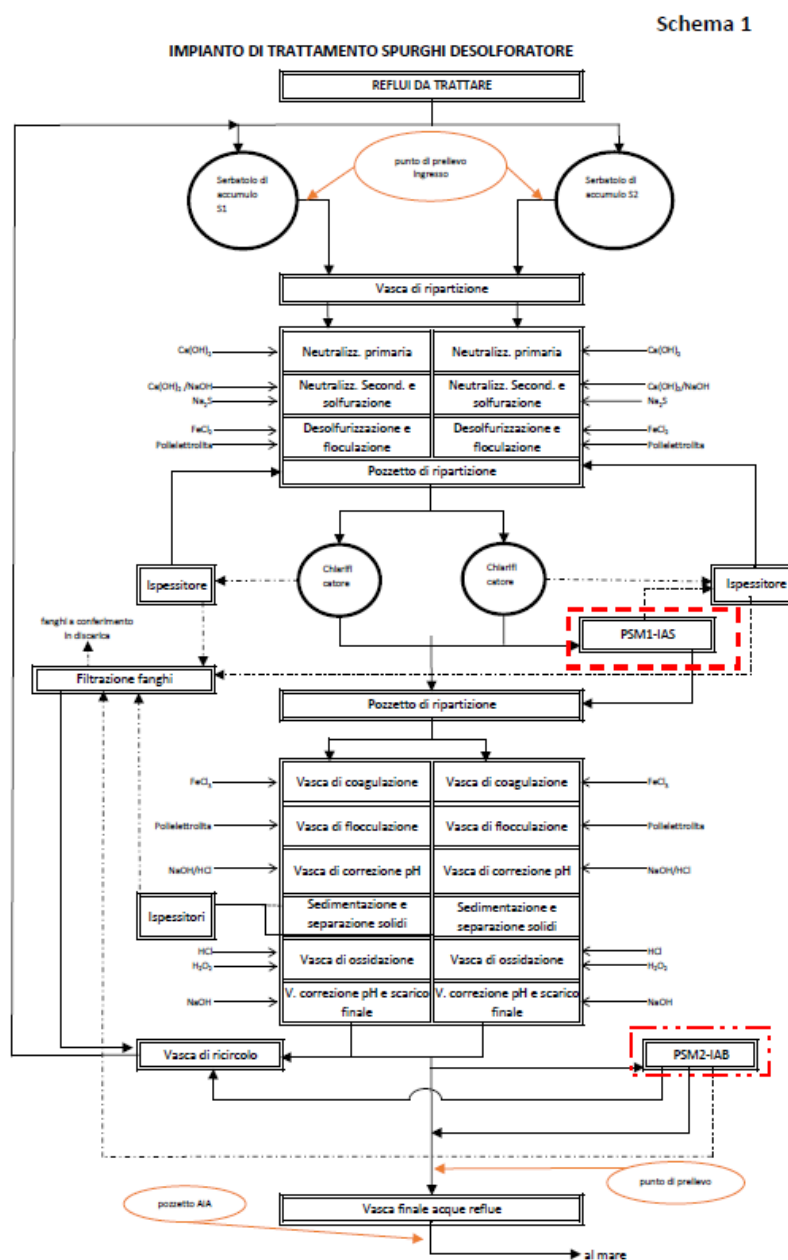 Schema 1
IMPIANTO DI TRATTAMENTO SPURGHI DESOLFORATORE
REFLUI DA TRATTARE
punto di prelievo
Ingresso
Serbatoio di
accumulo
S1
Serbatoio di
accumulo S2
Vasca di ripartizione
Ca(OH)₂
Neutralizz. primaria
Neutralizz. primaria
Ca(OH)₂
Ca(OH)₂ /NaOH
Na₂S
Neutralizz. Second. e
solfurazione
Neutralizz. Second. e
solfurazione
Ca(OH)₂/NaOH
Na₂S
FeCl₃
Polielettrolita
Desolfurizzazione e
floculazione
Desolfurizzazione e
floculazione
FeCl₃
Polielettrolita
Pozzetto di ripartizione
Ispessitore
Chiarifi
catore
Chiarifi
catore
Ispessitore
fanghi a conferimento
in discarica
PSM1-IAS
Filtrazione fanghi
Pozzetto di ripartizione
FeCl₃
Vasca di coagulazione
Vasca di coagulazione
FeCl₃
Polielettrolita
Vasca di flocculazione
Vasca di flocculazione
Polielettrolita
NaOH/HCl
Vasca di correzione pH
Vasca di correzione pH
NaOH/HCl
Ispessitori
Sedimentazione e
separazione solidi
Sedimentazione e
separazione solidi
HCl
H₂O₂
Vasca di ossidazione
Vasca di ossidazione
HCl
H₂O₂
NaOH
V. correzione pH e scarico
finale
V. correzione pH e scarico
finale
NaOH
Vasca di ricircolo
PSM2-IAB
punto di prelievo
pozzetto AIA
Vasca finale acque reflue
al mare